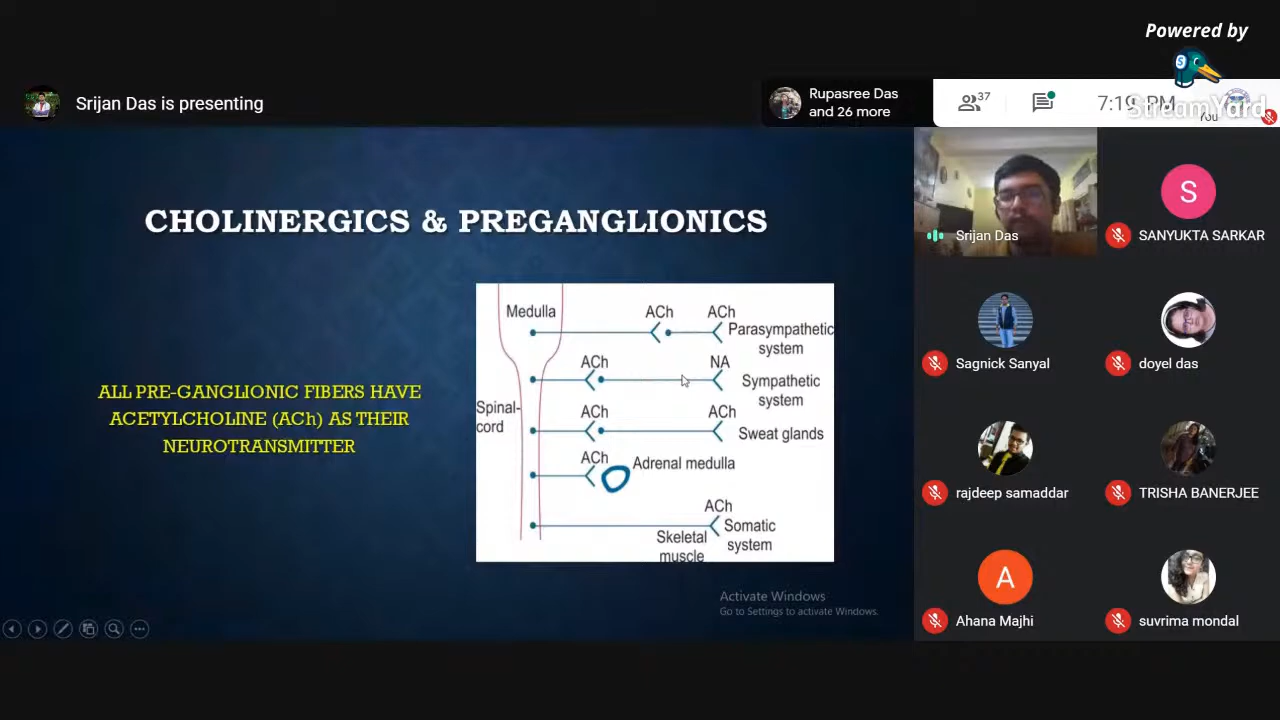 Powered by
StreamYard
Srijan Das is presenting
Rupasree Das
and 26 more
37
7:19 PM
You
CHOLINERGICS & PREGANGLIONICS
ALL PRE-GANGLIONIC FIBERS HAVE
ACETYLCHOLINE (ACh) AS THEIR
NEUROTRANSMITTER
Medulla
ACh
ACh
Parasympathetic
system
ACh
NA
Sympathetic
system
Spinal-
cord
ACh
ACh
Sweat glands
ACh
Adrenal medulla
ACh
Skeletal
muscle
Somatic
system
Activate Windows
Go to Settings to activate Windows.
Srijan Das
S
SANYUKTA SARKAR
Sagnick Sanyal
doyel das
rajdeep samaddar
TRISHA BANERJEE
A
Ahana Majhi
suvrima mondal